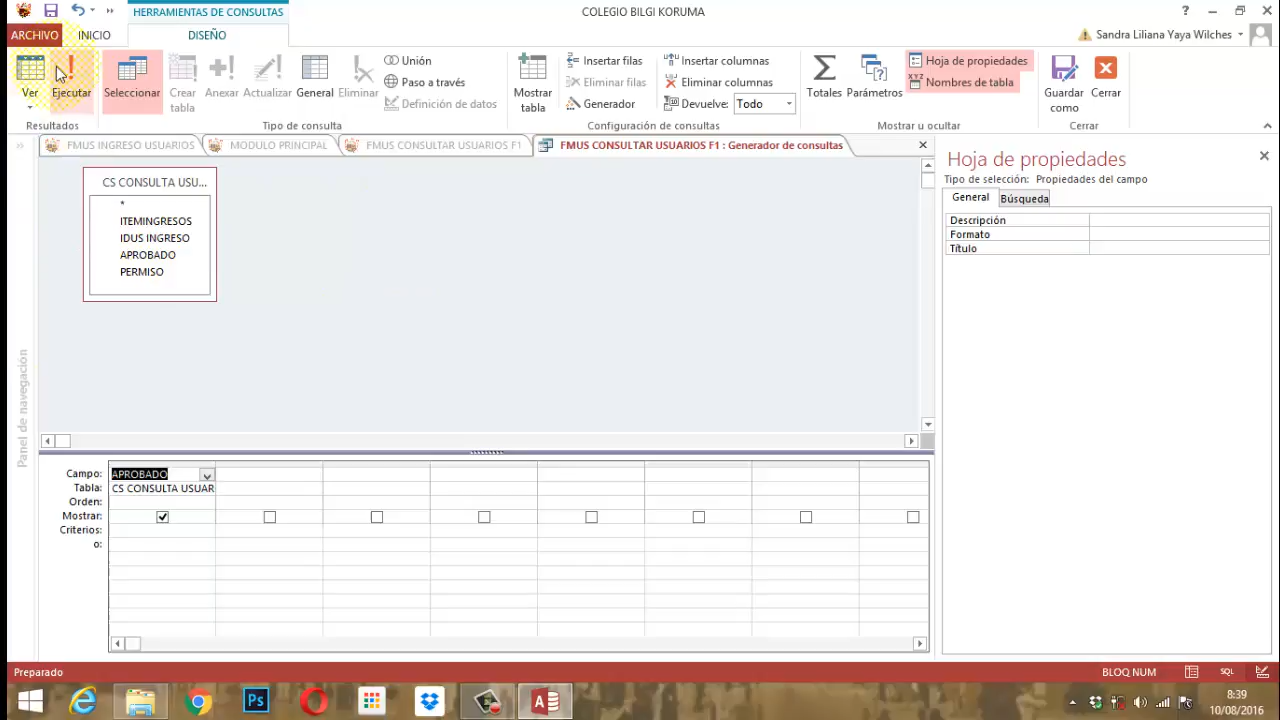 HERRAMIENTAS DE CONSULTAS
COLEGIO BILGI KORUMA
?
ARCHIVO
INICIO
DISEÑO
Sandra Liliana Yaya Wilches
Ver
Ejecutar
Seleccionar
Crear tabla
Anexar
Actualizar
General
Eliminar
Unión
Paso a través
Definición de datos
Mostrar tabla
Insertar filas
Eliminar filas
Generador
Insertar columnas
Eliminar columnas
Devuelve: Todo
Totales
Parámetros
Hoja de propiedades
XYZ Nombres de tabla
Guardar como
Cerrar
Resultados
Tipo de consulta
Configuración de consultas
Mostrar u ocultar
Cerrar
FMUS INGRESO USUARIOS
MODULO PRINCIPAL
FMUS CONSULTAR USUARIOS F1
FMUS CONSULTAR USUARIOS F1 : Generador de consultas
CS CONSULTA USU...
*
ITEMINGRESOS
IDUS INGRESO
APROBADO
PERMISO
Panel de navegación
Campo: APROBADO
Tabla: CS CONSULTA USUAR
Orden:
Mostrar:
Criterios:
o:
Hoja de propiedades
Tipo de selección: Propiedades del campo
General
Búsqueda
Descripción
Formato
Título
Preparado
BLOQ NUM
SQL
Ps
8:39
10/08/2016